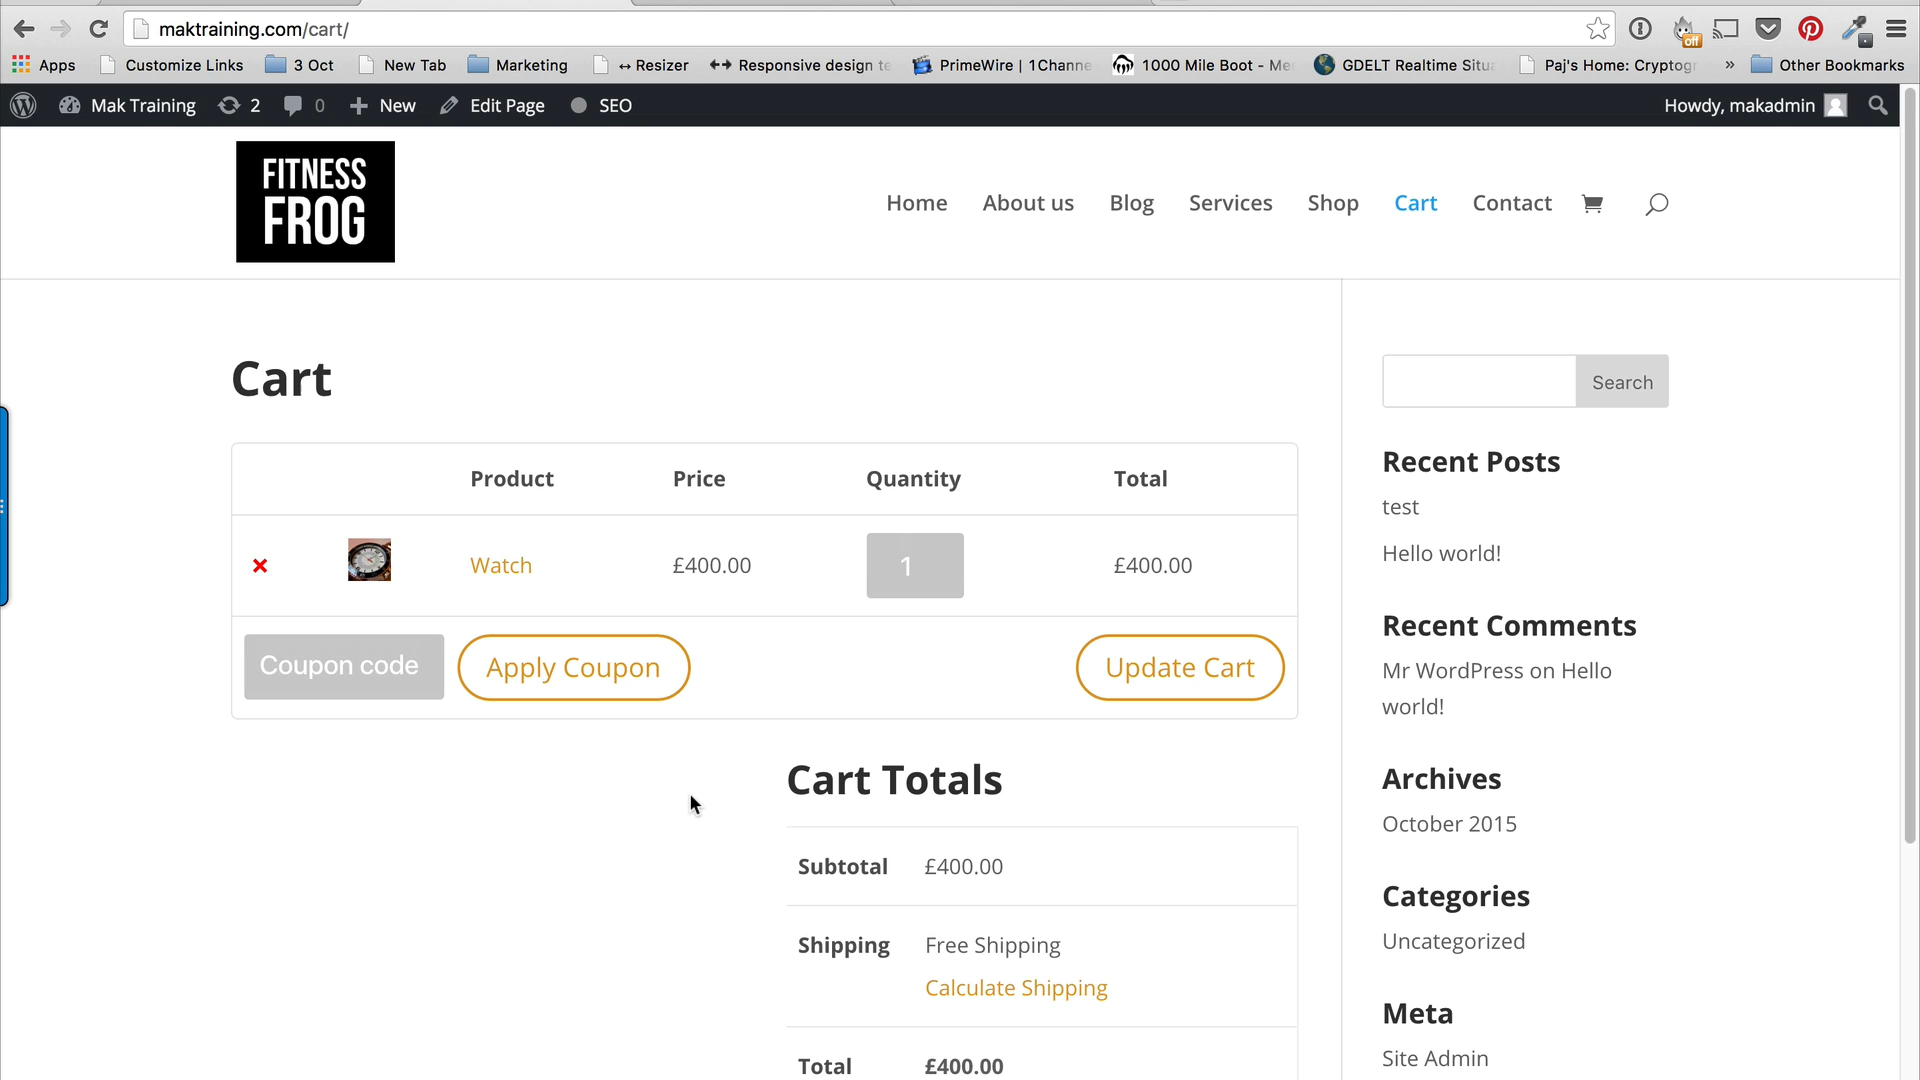 maktraining.com/cart/
Apps Customize Links 3 Oct New Tab Marketing ↔ Resizer Responsive design te PrimeWire | 1Channe 1000 Mile Boot - Me GDELT Realtime Situa Paj's Home: Cryptogr » Other Bookmarks
Mak Training 2 0 New Edit Page SEO Howdy, makadmin
off
FITNESS
FROG
Home About us Blog Services Shop Cart Contact
Cart
Product Price Quantity Total
× Watch £400.00 1 £400.00
Coupon code Apply Coupon Update Cart
Cart Totals
Subtotal £400.00
Shipping Free Shipping
Calculate Shipping
Total £400.00
Search
Recent Posts
test
Hello world!
Recent Comments
Mr WordPress on Hello
world!
Archives
October 2015
Categories
Uncategorized
Meta
Site Admin